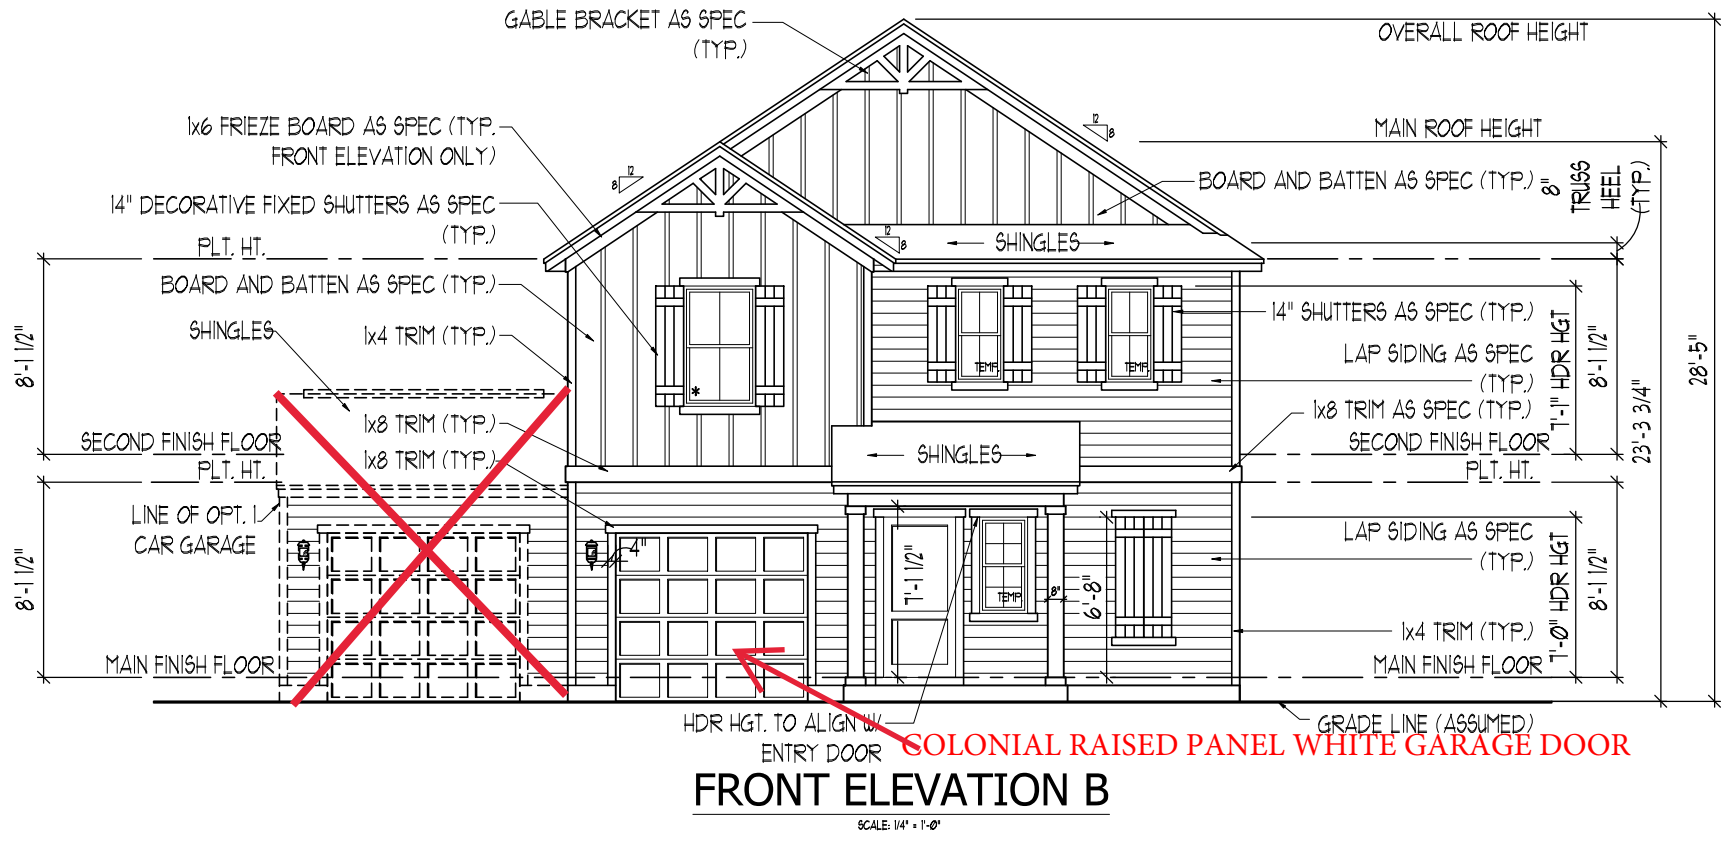 GABLE BRACKET AS SPEC
(TYP.)
OVERALL ROOF HEIGHT
1x6 FRIEZE BOARD AS SPEC (TYP.
FRONT ELEVATION ONLY)
12
8
MAIN ROOF HEIGHT
12
8
14" DECORATIVE FIXED SHUTTERS AS SPEC
(TYP.)
BOARD AND BATTEN AS SPEC (TYP.)
8"
TRUSS
HEEL
(TYP.)
PLT. HT.
12
8
SHINGLES
BOARD AND BATTEN AS SPEC (TYP.)
SHINGLES
1x4 TRIM (TYP.)
14" SHUTTERS AS SPEC (TYP.)
8'-1 1/2"
LAP SIDING AS SPEC
(TYP.)
7'-1" HDR HGT
8'-1 1/2"
28'-5"
TEMP.
TEMP.
*
1x8 TRIM (TYP.)
1x8 TRIM AS SPEC (TYP.)
23'-3 3/4"
SECOND FINISH FLOOR
SECOND FINISH FLOOR
1x8 TRIM (TYP.)
SHINGLES
PLT. HT.
PLT. HT.
LINE OF OPT. 1
CAR GARAGE
LAP SIDING AS SPEC
(TYP.)
4"
8'-1 1/2"
7'-1 1/2"
TEMP.
8"
6'-8"
7'-0" HDR HGT
8'-1 1/2"
1x4 TRIM (TYP.)
MAIN FINISH FLOOR
MAIN FINISH FLOOR
HDR HGT. TO ALIGN W/
ENTRY DOOR
GRADE LINE (ASSUMED)
COLONIAL RAISED PANEL WHITE GARAGE DOOR
FRONT ELEVATION B
SCALE: 1/4" = 1'-0"